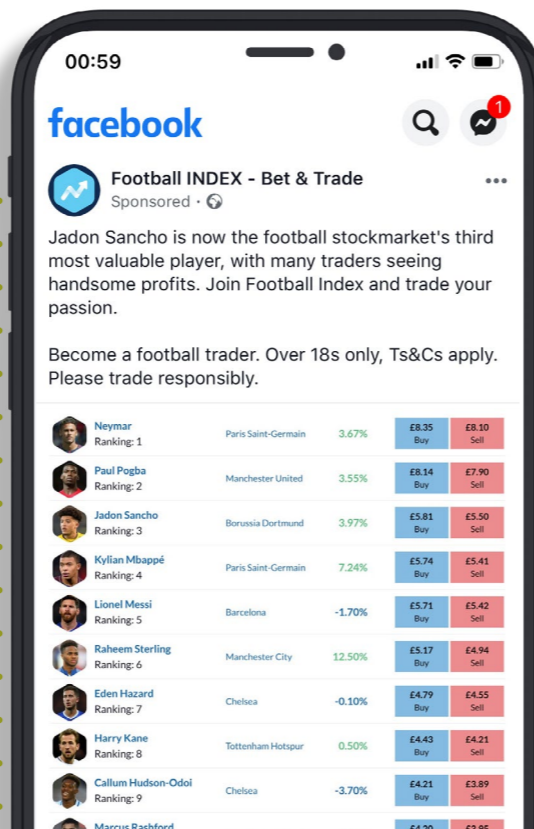 00:59
facebook
1
Football INDEX - Bet & Trade
Sponsored ·
Jadon Sancho is now the football stockmarket's third
most valuable player, with many traders seeing
handsome profits. Join Football Index and trade your
passion.
Become a football trader. Over 18s only, Ts&Cs apply.
Please trade responsibly.
Neymar
Ranking: 1
Paris Saint-Germain
3.67%
£8.35
Buy
£8.10
Sell
Paul Pogba
Ranking: 2
Manchester United
3.55%
£8.14
Buy
£7.90
Sell
Jadon Sancho
Ranking: 3
Borussia Dortmund
3.97%
£5.81
Buy
£5.50
Sell
Kylian Mbappé
Ranking: 4
Paris Saint-Germain
7.24%
£5.74
Buy
£5.41
Sell
Lionel Messi
Ranking: 5
Barcelona
-1.70%
£5.71
Buy
£5.42
Sell
Raheem Sterling
Ranking: 6
Manchester City
12.50%
£5.17
Buy
£4.94
Sell
Eden Hazard
Ranking: 7
Chelsea
-0.10%
£4.79
Buy
£4.55
Sell
Harry Kane
Ranking: 8
Tottenham Hotspur
0.50%
£4.43
Buy
£4.21
Sell
Callum Hudson-Odoi
Ranking: 9
Chelsea
-3.70%
£4.21
Buy
£3.89
Sell
Marcus Rashford